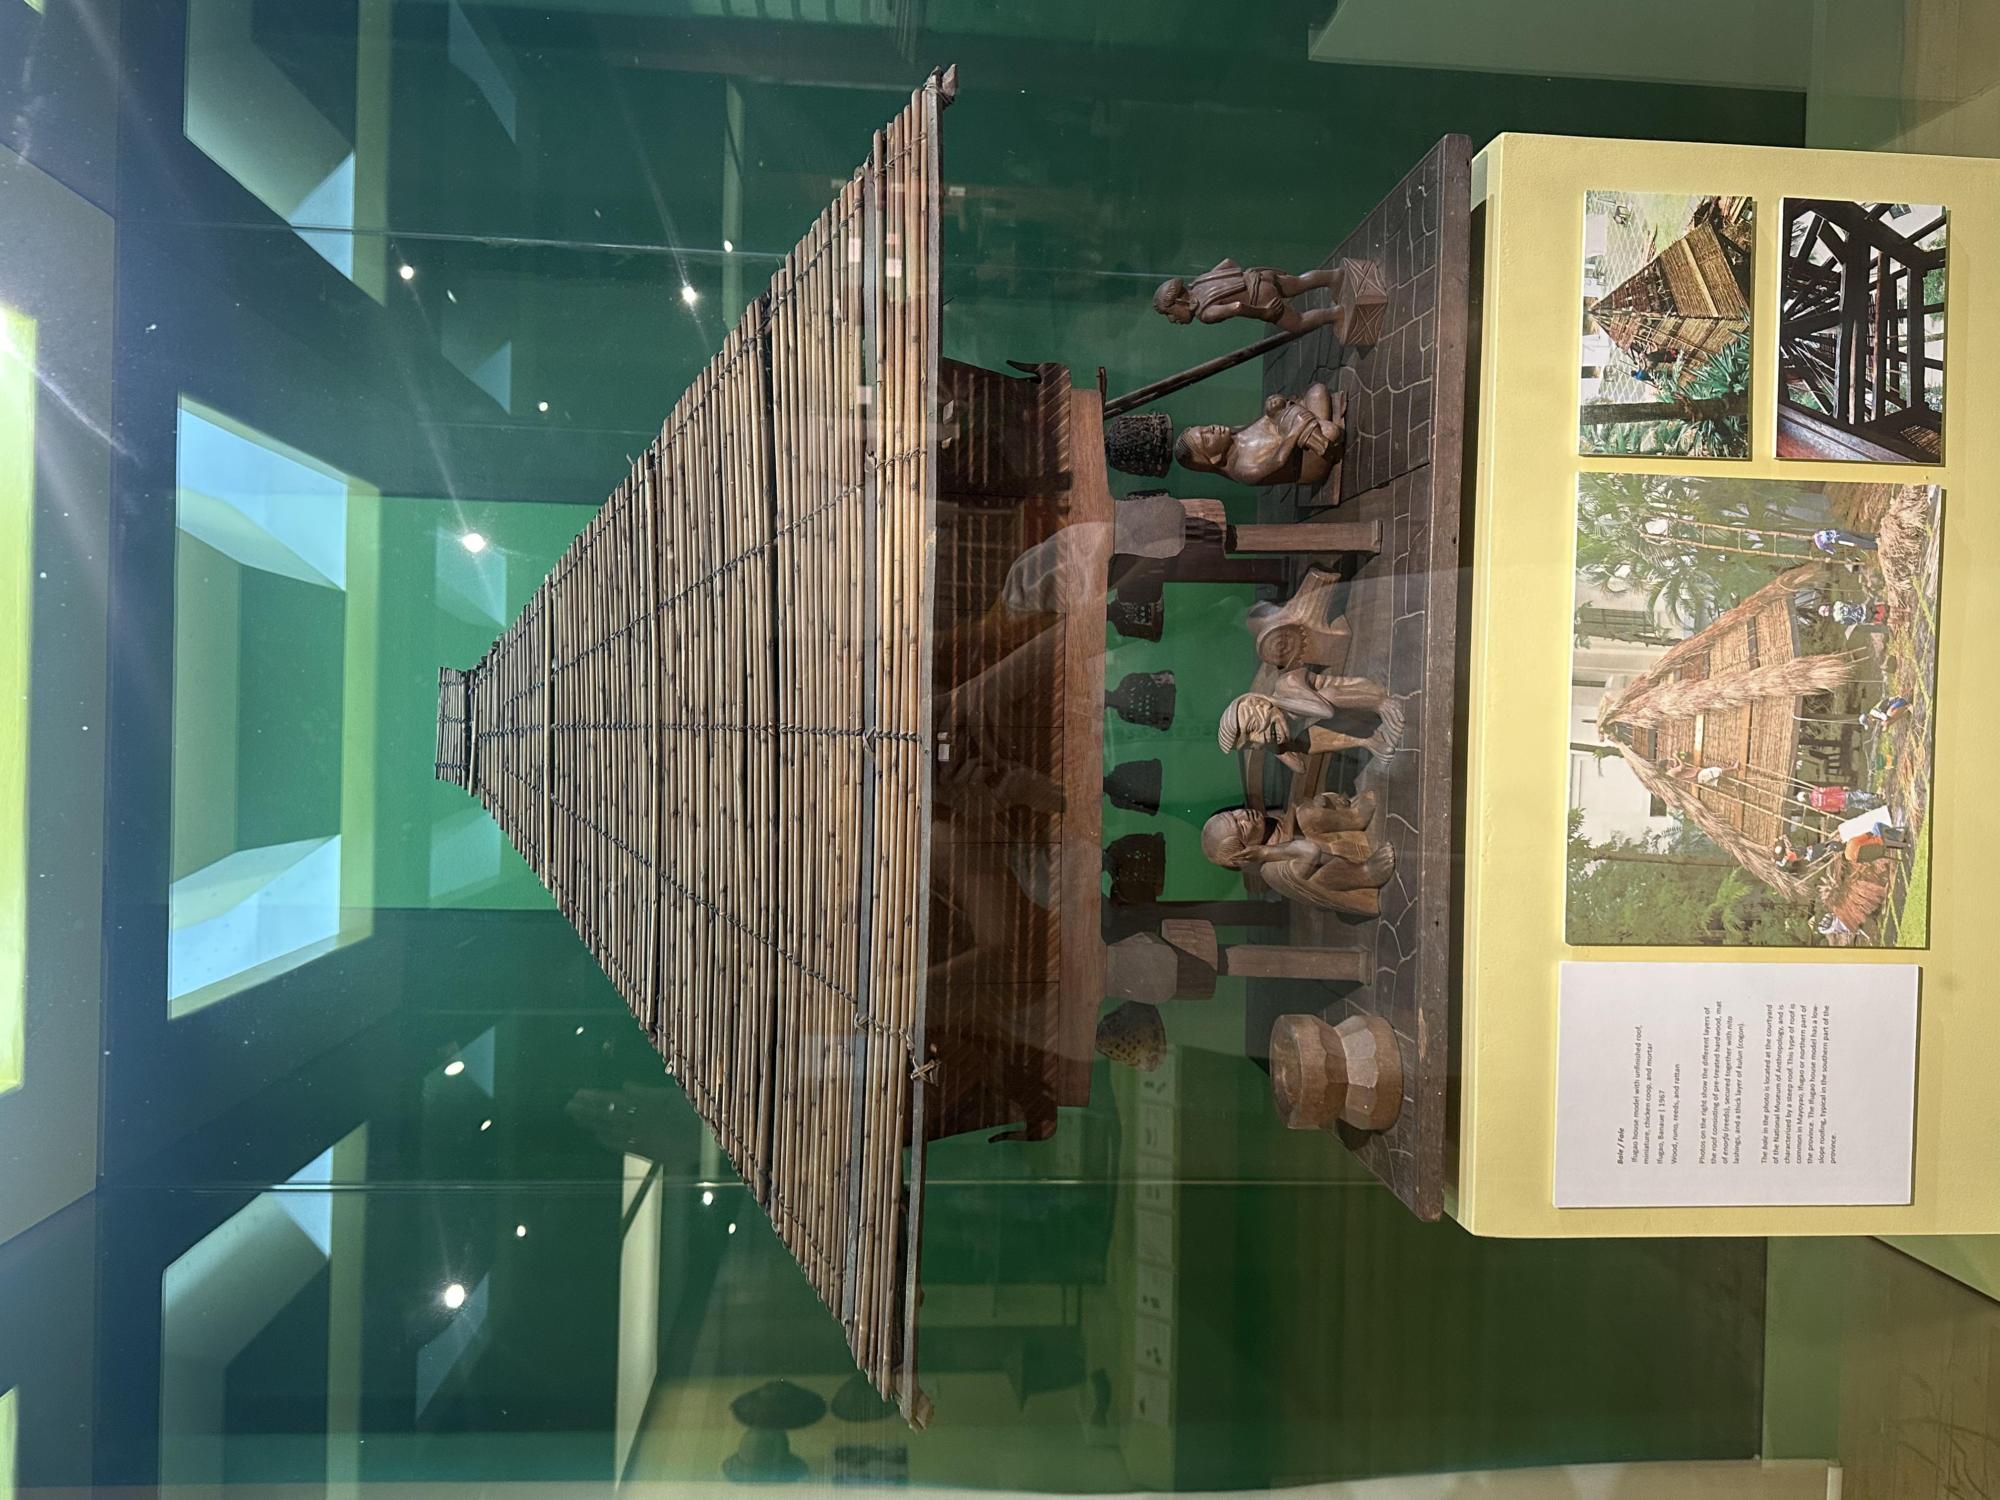 Bale / Fale
Ifugao house model with unfinished roof,
miniature, chicken coop, and mortar
Ifugao, Banaue | 1967
Wood, runo, reeds, and rattan
Photos on the right show the different layers of
the roof consisting of pre-treated hardwood, mat
of enorfa (reeds), secured together with nito
lashings, and a thick layer of kulun (cogon).
The bale in the photo is located at the courtyard
of the National Museum of Anthropology, and is
characterized by a steep roof. This type of roof is
common in Mayoyao, Ifugao or northern part of
the province. The Ifugao house model has a low-
slope roofing, typical in the southern part of the
province.